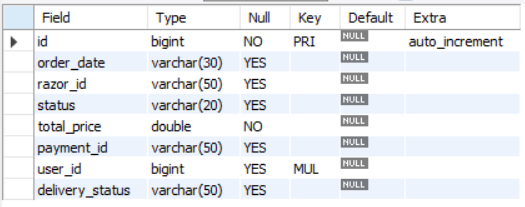 Field Type Null Key Default Extra
id bigint NO PRI NULL auto_increment
order_date varchar(30) YES NULL
razor_id varchar(50) YES NULL
status varchar(20) YES NULL
total_price double NO NULL
payment_id varchar(50) YES NULL
user_id bigint YES MUL NULL
delivery_status varchar(50) YES NULL